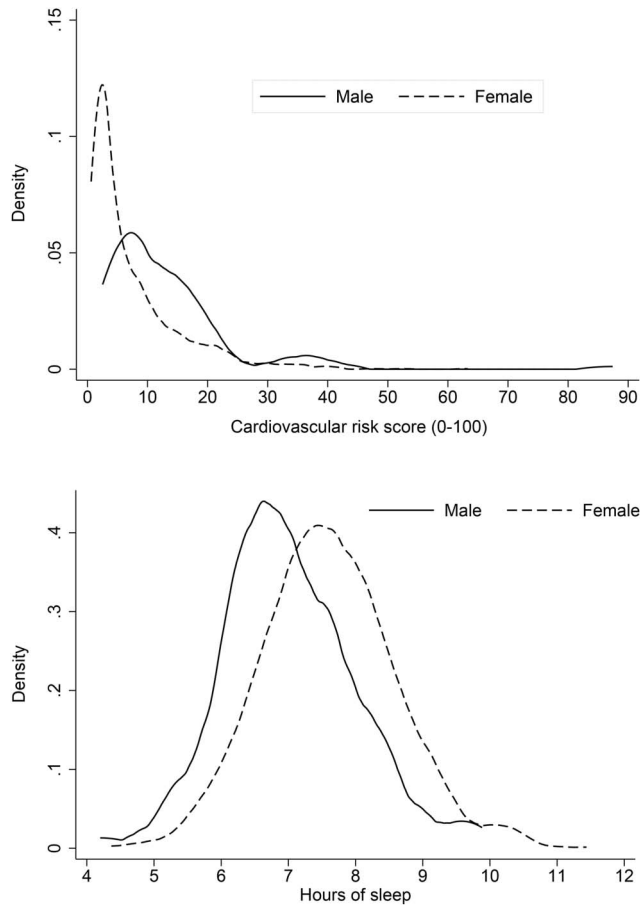 .15
.1
.05
0
Density
Male
Female
0 10 20 30 40 50 60 70 80 90
Cardiovascular risk score (0-100)
.4
.3
.2
.1
0
Density
Male
Female
4 5 6 7 8 9 10 11 12
Hours of sleep